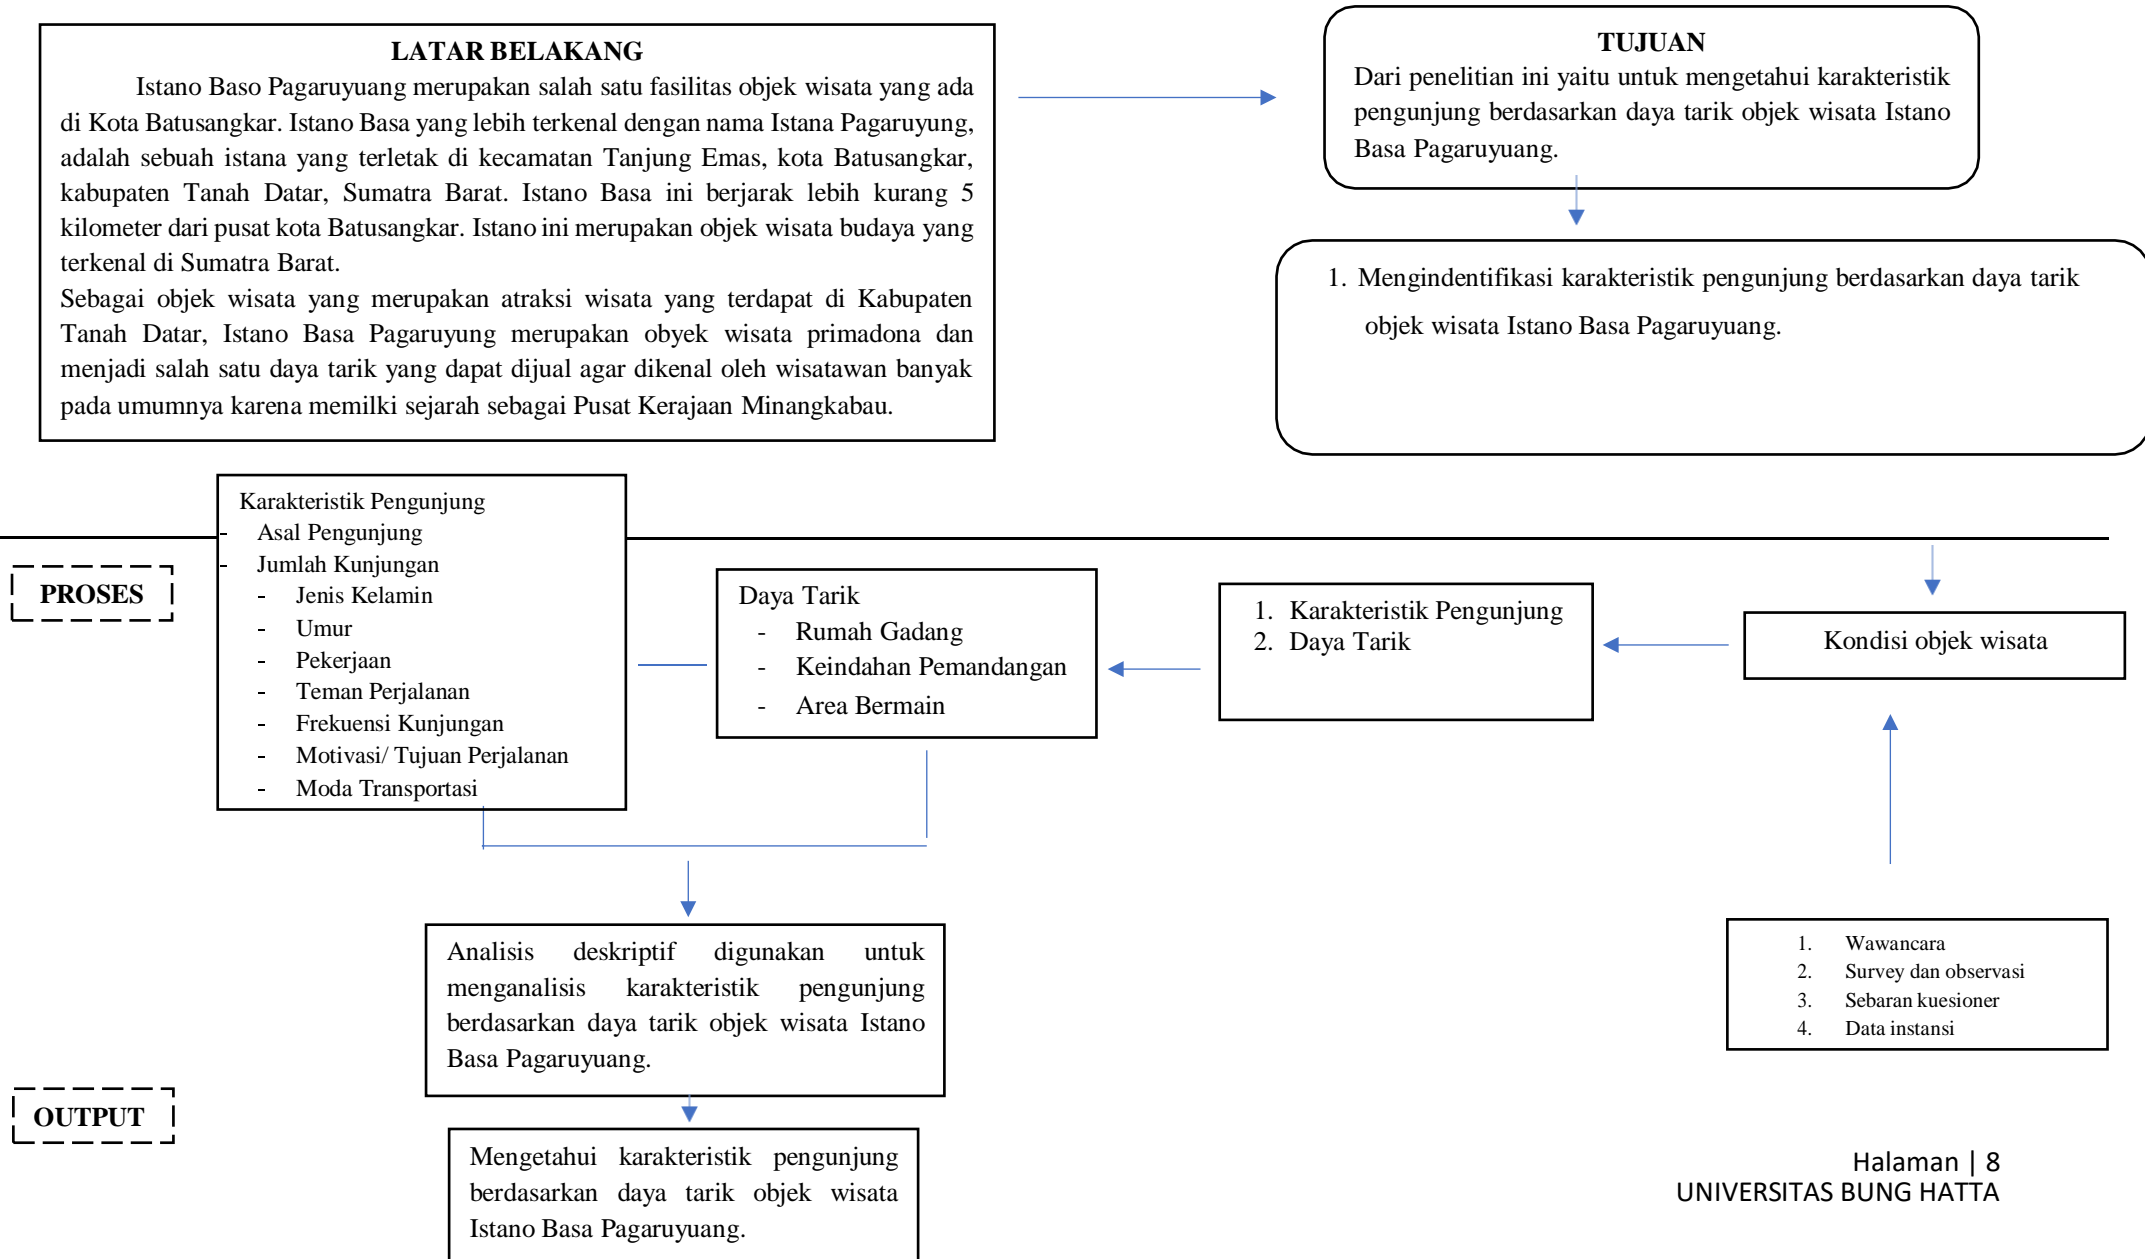 LATAR BELAKANG
Istano Baso Pagaruyuang merupakan salah satu fasilitas objek wisata yang ada
di Kota Batusangkar. Istano Basa yang lebih terkenal dengan nama Istana Pagaruyung,
adalah sebuah istana yang terletak di kecamatan Tanjung Emas, kota Batusangkar,
kabupaten Tanah Datar, Sumatra Barat. Istano Basa ini berjarak lebih kurang 5
kilometer dari pusat kota Batusangkar. Istano ini merupakan objek wisata budaya yang
terkenal di Sumatra Barat.
Sebagai objek wisata yang merupakan atraksi wisata yang terdapat di Kabupaten
Tanah Datar, Istano Basa Pagaruyung merupakan obyek wisata primadona dan
menjadi salah satu daya tarik yang dapat dijual agar dikenal oleh wisatawan banyak
pada umumnya karena memilki sejarah sebagai Pusat Kerajaan Minangkabau.
TUJUAN
Dari penelitian ini yaitu untuk mengetahui karakteristik
pengunjung berdasarkan daya tarik objek wisata Istano
Basa Pagaruyuang.
1. Mengindentifikasi karakteristik pengunjung berdasarkan daya tarik
objek wisata Istano Basa Pagaruyuang.
PROSES
Karakteristik Pengunjung
- Asal Pengunjung
- Jumlah Kunjungan
- Jenis Kelamin
- Umur
- Pekerjaan
- Teman Perjalanan
- Frekuensi Kunjungan
- Motivasi/ Tujuan Perjalanan
- Moda Transportasi
Daya Tarik
- Rumah Gadang
- Keindahan Pemandangan
- Area Bermain
1. Karakteristik Pengunjung
2. Daya Tarik
Kondisi objek wisata
1. Wawancara
2. Survey dan observasi
3. Sebaran kuesioner
4. Data instansi
Analisis deskriptif digunakan untuk
menganalisis karakteristik pengunjung
berdasarkan daya tarik objek wisata Istano
Basa Pagaruyuang.
OUTPUT
Mengetahui karakteristik pengunjung
berdasarkan daya tarik objek wisata
Istano Basa Pagaruyuang.
Halaman | 8
UNIVERSITAS BUNG HATTA